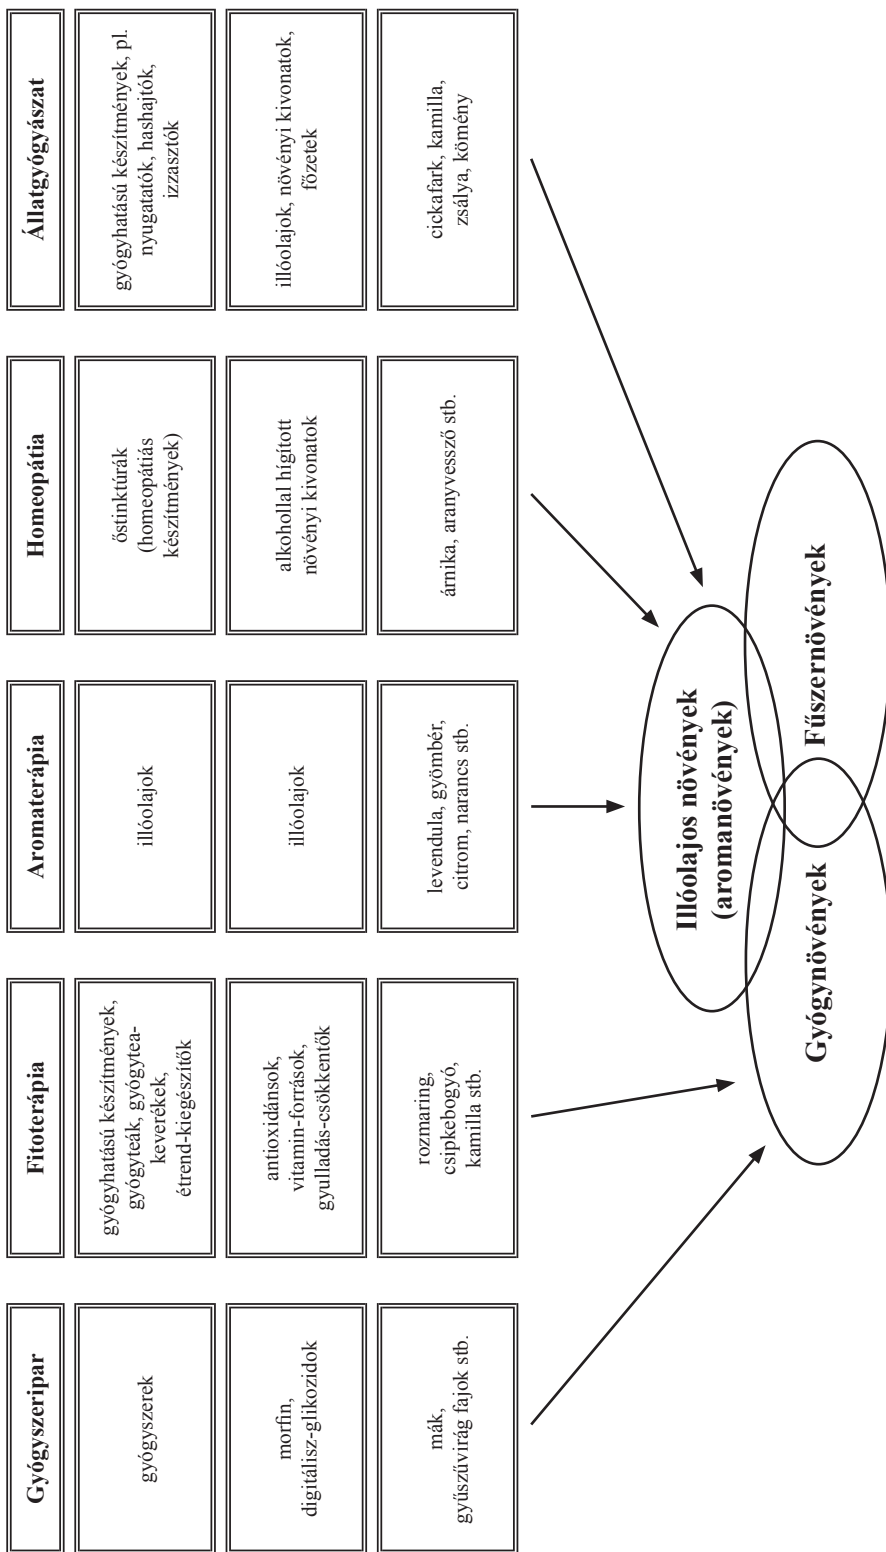 Gyógyszeripar
gyógyszerek
morfin,
digitálisz-glikozidok
mák,
gyűszűvirág fajok stb.
Fitoterápia
gyógyhatású készítmények,
gyógyteák, gyógytea-
keverékek,
étrend-kiegészítők
antioxidánsok,
vitamin-források,
gyulladás-csökkentők
rozmaring,
csipkebogyó,
kamilla stb.
Aromaterápia
illóolajok
illóolajok
levendula, gyömbér,
citrom, narancs stb.
Homeopátia
őstinktúrák
(homeopátiás
készítmények)
alkohollal hígított
növényi kivonatok
árnika, aranyvessző stb.
Állatgyógyászat
gyógyhatású készítmények, pl.
nyugatatók, hashajtók,
izzasztók
illóolajok, növényi kivonatok,
főzetek
cickafark, kamilla,
zsálya, kömény
Illóolajos növények
(aromanövények)
Gyógynövények
Fűszernövények